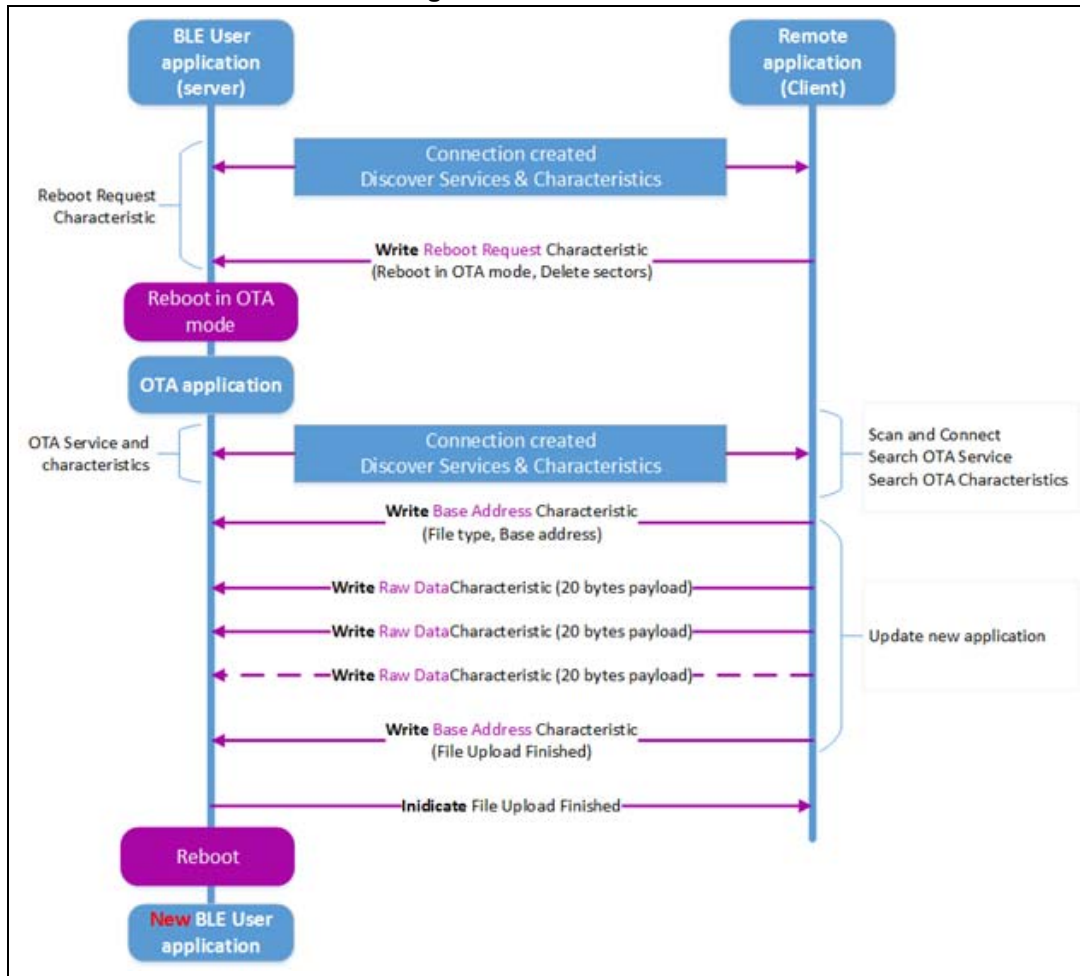 BLE User
application
(server)
Remote
application
(Client)
Connection created
Discover Services & Characteristics
Reboot Request
Characteristic
Write Reboot Request Characteristic
(Reboot in OTA mode, Delete sectors)
Reboot in OTA
mode
OTA application
OTA Service and
characteristics
Connection created
Discover Services & Characteristics
Scan and Connect
Search OTA Service
Search OTA Characteristics
Write Base Address Characteristic
(File type, Base address)
Write Raw DataCharacteristic (20 bytes payload)
Write Raw DataCharacteristic (20 bytes payload)
Write Raw DataCharacteristic (20 bytes payload)
Update new application
Write Base Address Characteristic
(File Upload Finished)
Inidicate File Upload Finished
Reboot
New BLE User
application